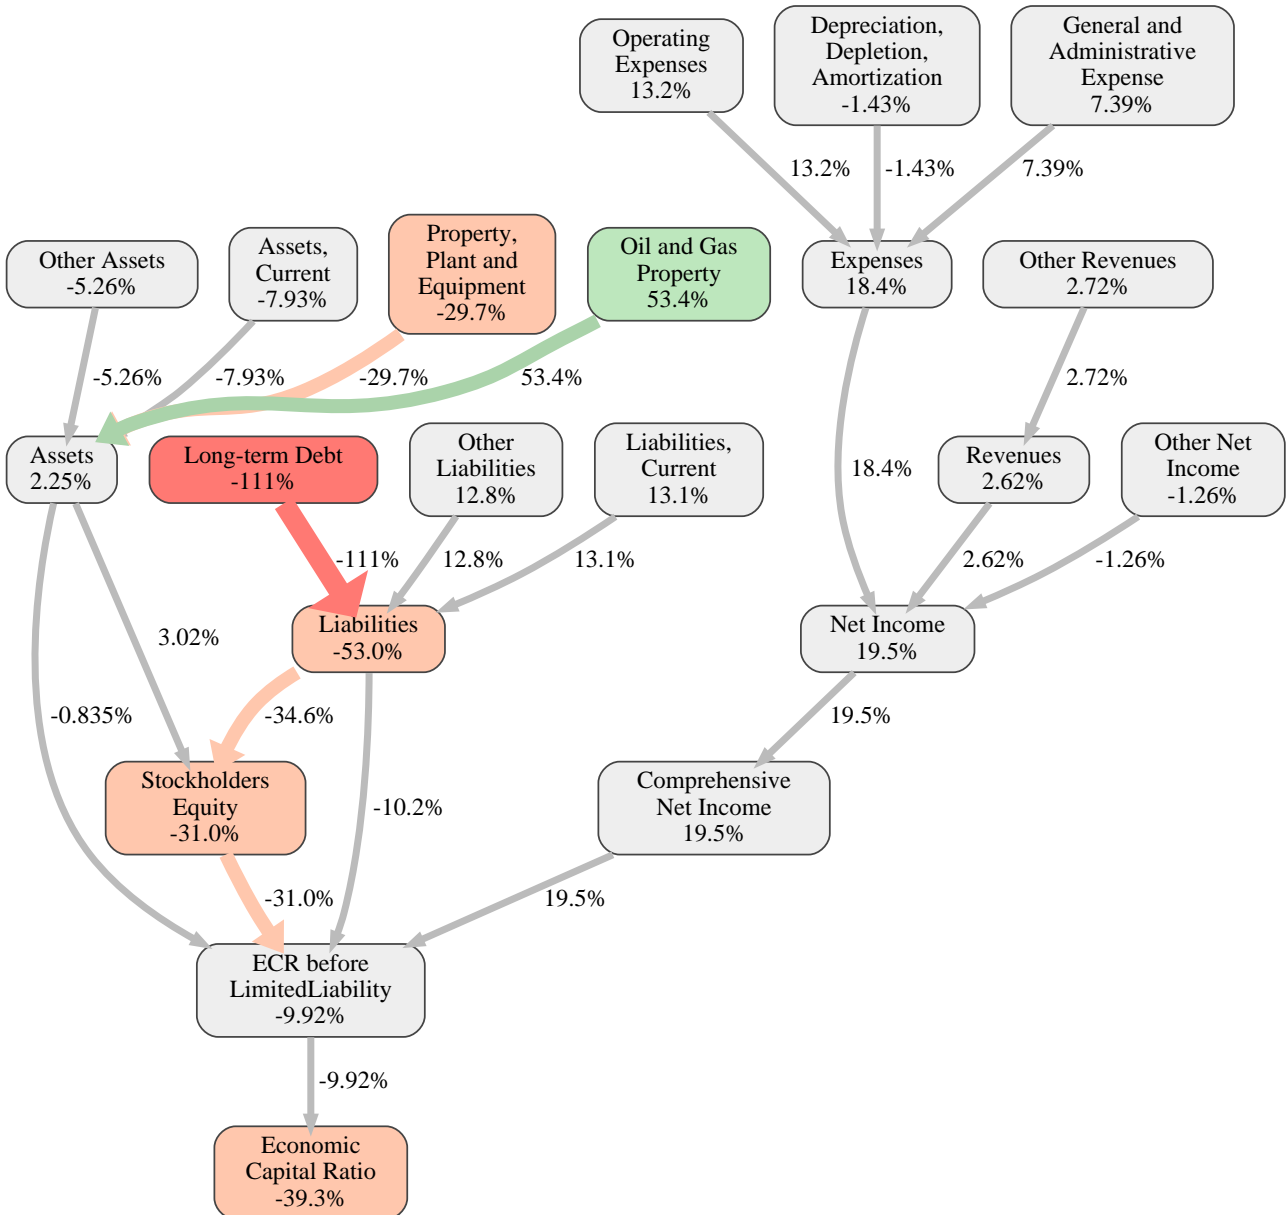 Operating
Expenses
13.2%
Depreciation,
Depletion,
Amortization
-1.43%
General and
Administrative
Expense
7.39%
13.2%
-1.43%
7.39%
Other Assets
-5.26%
Assets,
Current
-7.93%
Property,
Plant and
Equipment
-29.7%
Oil and Gas
Property
53.4%
Expenses
18.4%
Other Revenues
2.72%
-5.26%
-7.93%
-29.7%
53.4%
2.72%
Assets
2.25%
Long-term Debt
-111%
Other
Liabilities
12.8%
Liabilities,
Current
13.1%
18.4%
Revenues
2.62%
Other Net
Income
-1.26%
-111%
12.8%
13.1%
2.62%
-1.26%
3.02%
Liabilities
-53.0%
Net Income
19.5%
-0.835%
-34.6%
19.5%
Stockholders
Equity
-31.0%
-10.2%
Comprehensive
Net Income
19.5%
-31.0%
19.5%
ECR before
LimitedLiability
-9.92%
-9.92%
Economic
Capital Ratio
-39.3%